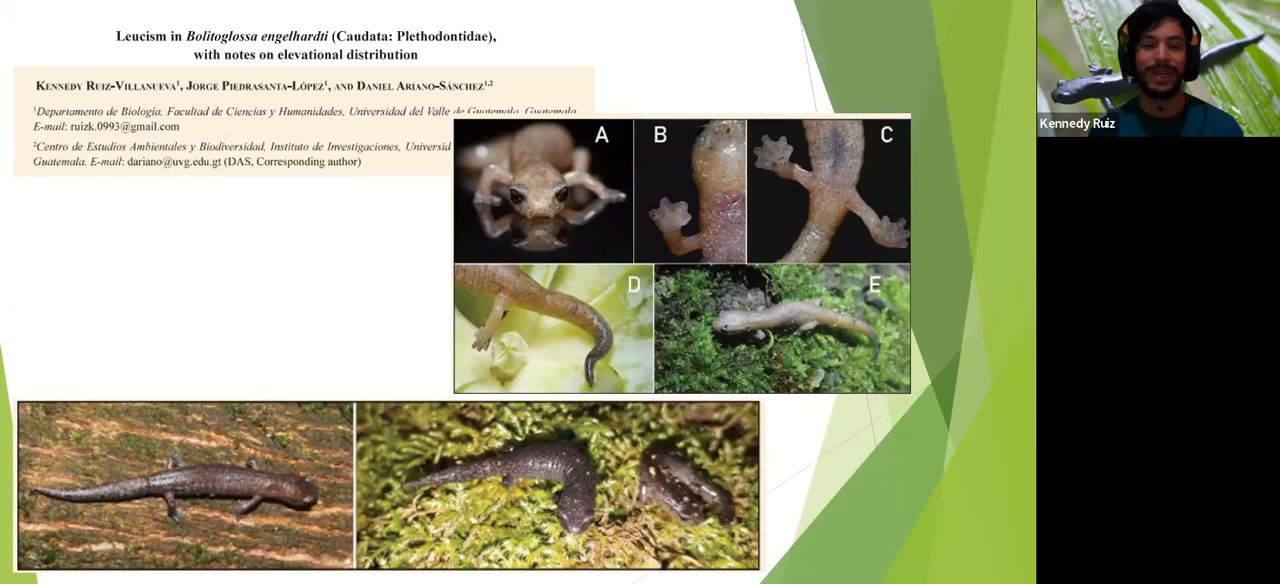 Leucism in Bolitoglossa engelhardti (Caudata: Plethodontidae),
with notes on elevational distribution
Kennedy Ruiz-Villanueva1, Jorge Piedrasanta-López1, and Daniel Ariano-Sánchez1,2
1Departamento de Biología, Facultad de Ciencias y Humanidades, Universidad del Valle de Guatemala, Guatemala.
E-mail: ruizk.0993@gmail.com
2Centro de Estudios Ambientales y Biodiversidad, Instituto de Investigaciones, Universid
Guatemala. E-mail: dariano@uvg.edu.gt (DAS, Corresponding author)
A
B
C
D
E
Kennedy Ruiz